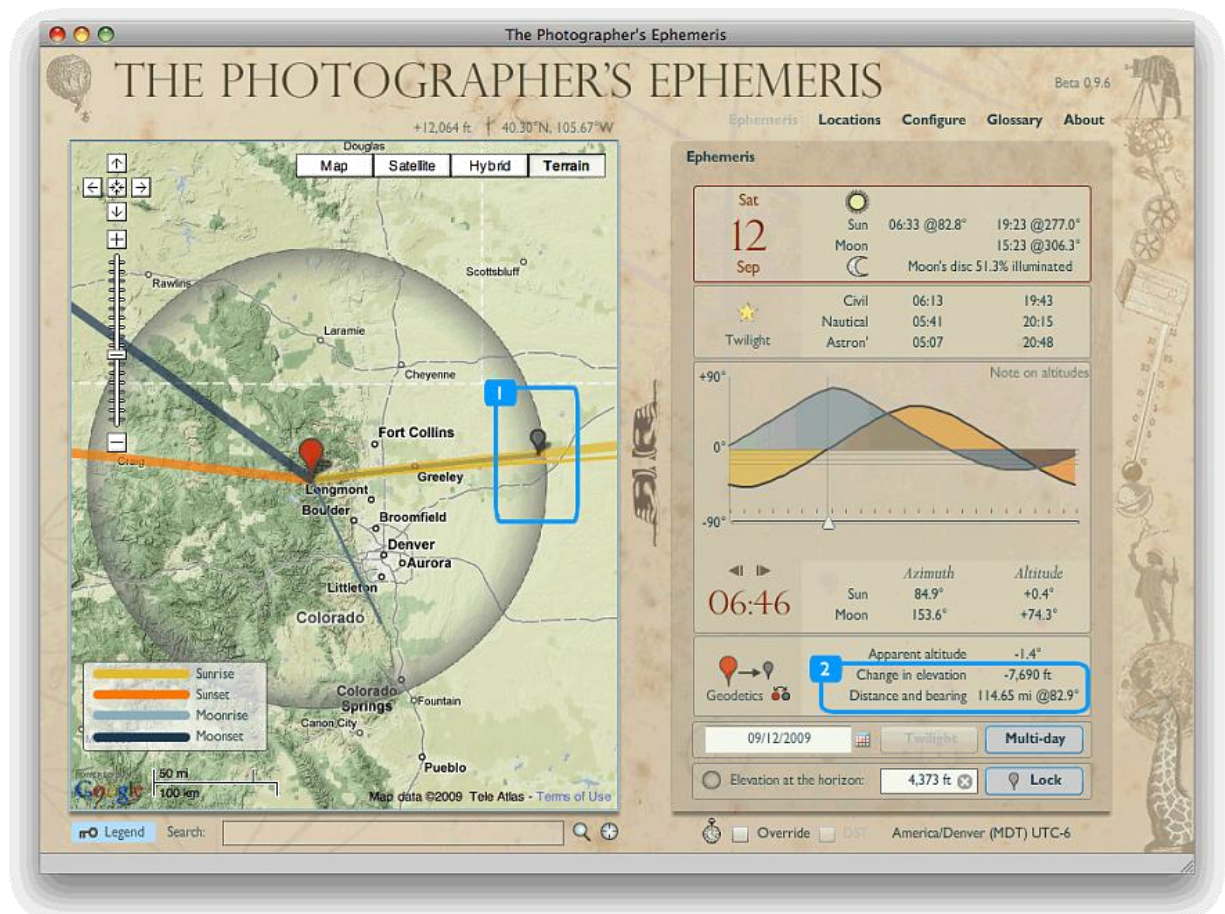 The Photographer's Ephemeris
THE PHOTOGRAPHER'S EPHEMERIS
Beta 0.9.6
+12,064 ft 40.30°N, 105.67°W
Ephemeris Locations Configure Glossary About
Douglas
Map Satellite Hybrid Terrain
Scottsbluff
Rawlins
Laramie
Cheyenne
1
Fort Collins
Craig
Greeley
Longmont
Boulder
Broomfield
Denver
Aurora
Littleton
Colorado
Colorado
Springs
Fountain
Canon City
Pueblo
Sunrise
Sunset
Moonrise
Moonset
50 mi
100 km
POWERED BY
Google
Map data ©2009 Tele Atlas - Terms of Use
Legend Search:
Ephemeris
Sat
12
Sep
Sun 06:33 @82.8° 19:23 @277.0°
Moon 15:23 @306.3°
Moon's disc 51.3% illuminated
Twilight
Civil 06:13 19:43
Nautical 05:41 20:15
Astron' 05:07 20:48
Note on altitudes
+90°
0°
-90°
06:46
Azimuth Altitude
Sun 84.9° +0.4°
Moon 153.6° +74.3°
Geodetics
Apparent altitude -1.4°
2
Change in elevation -7,690 ft
Distance and bearing 114.65 mi @82.9°
09/12/2009 Twilight Multi-day
Elevation at the horizon: 4,373 ft Lock
Override DST America/Denver (MDT) UTC-6